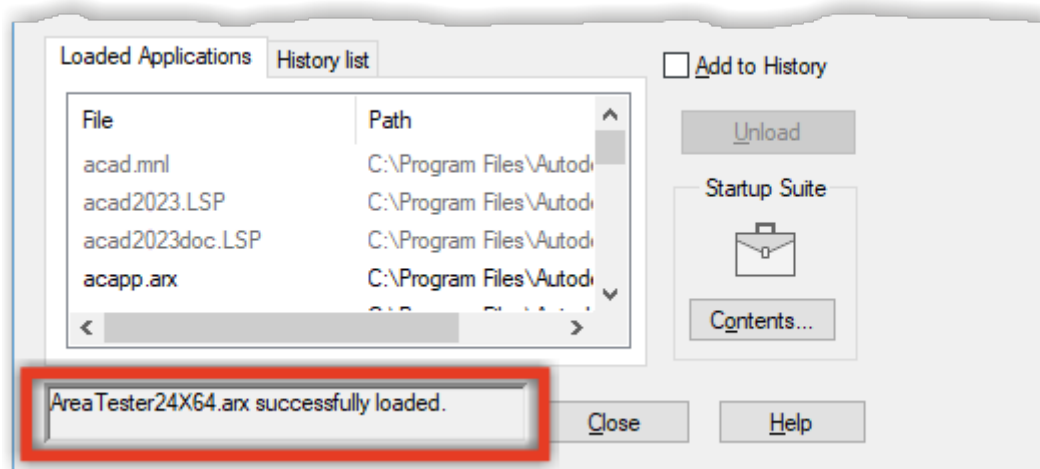 Loaded Applications History list
Add to History
File Path
Unload
acad.mnl C:\Program Files\Autod
acad2023.LSP C:\Program Files\Autod
Startup Suite
acad2023doc.LSP C:\Program Files\Autod
acapp.arx C:\Program Files\Autod
Contents...
AreaTester24X64.arx successfully loaded.
Close Help